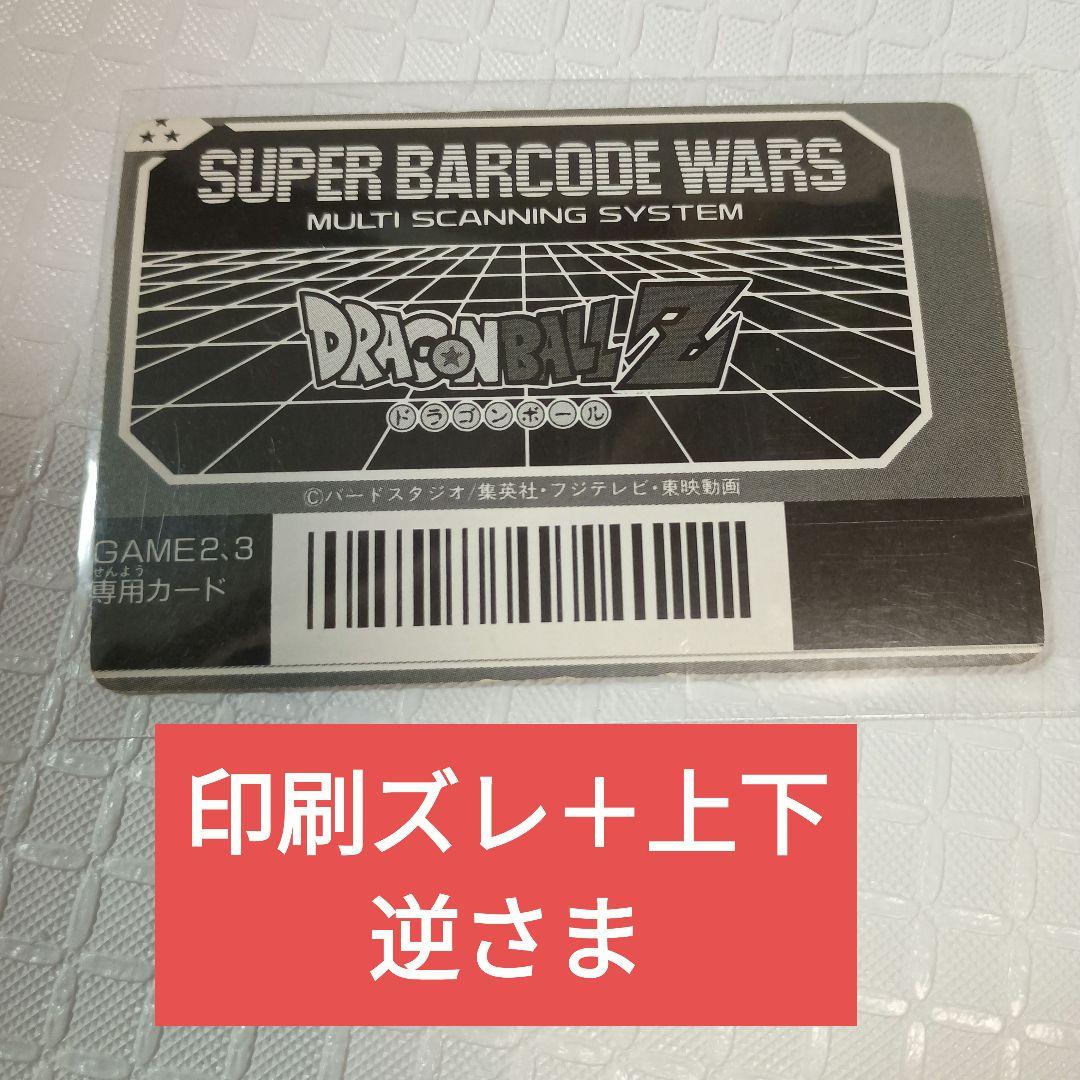 SUPER BARCODE WARS
MULTI SCANNING SYSTEM
DRAGON BALL Z
ドラゴンボール
©バードスタジオ/集英社・フジテレビ・東映動画
GAME2、3
せんよう
専用カード
印刷ズレ＋上下
逆さま